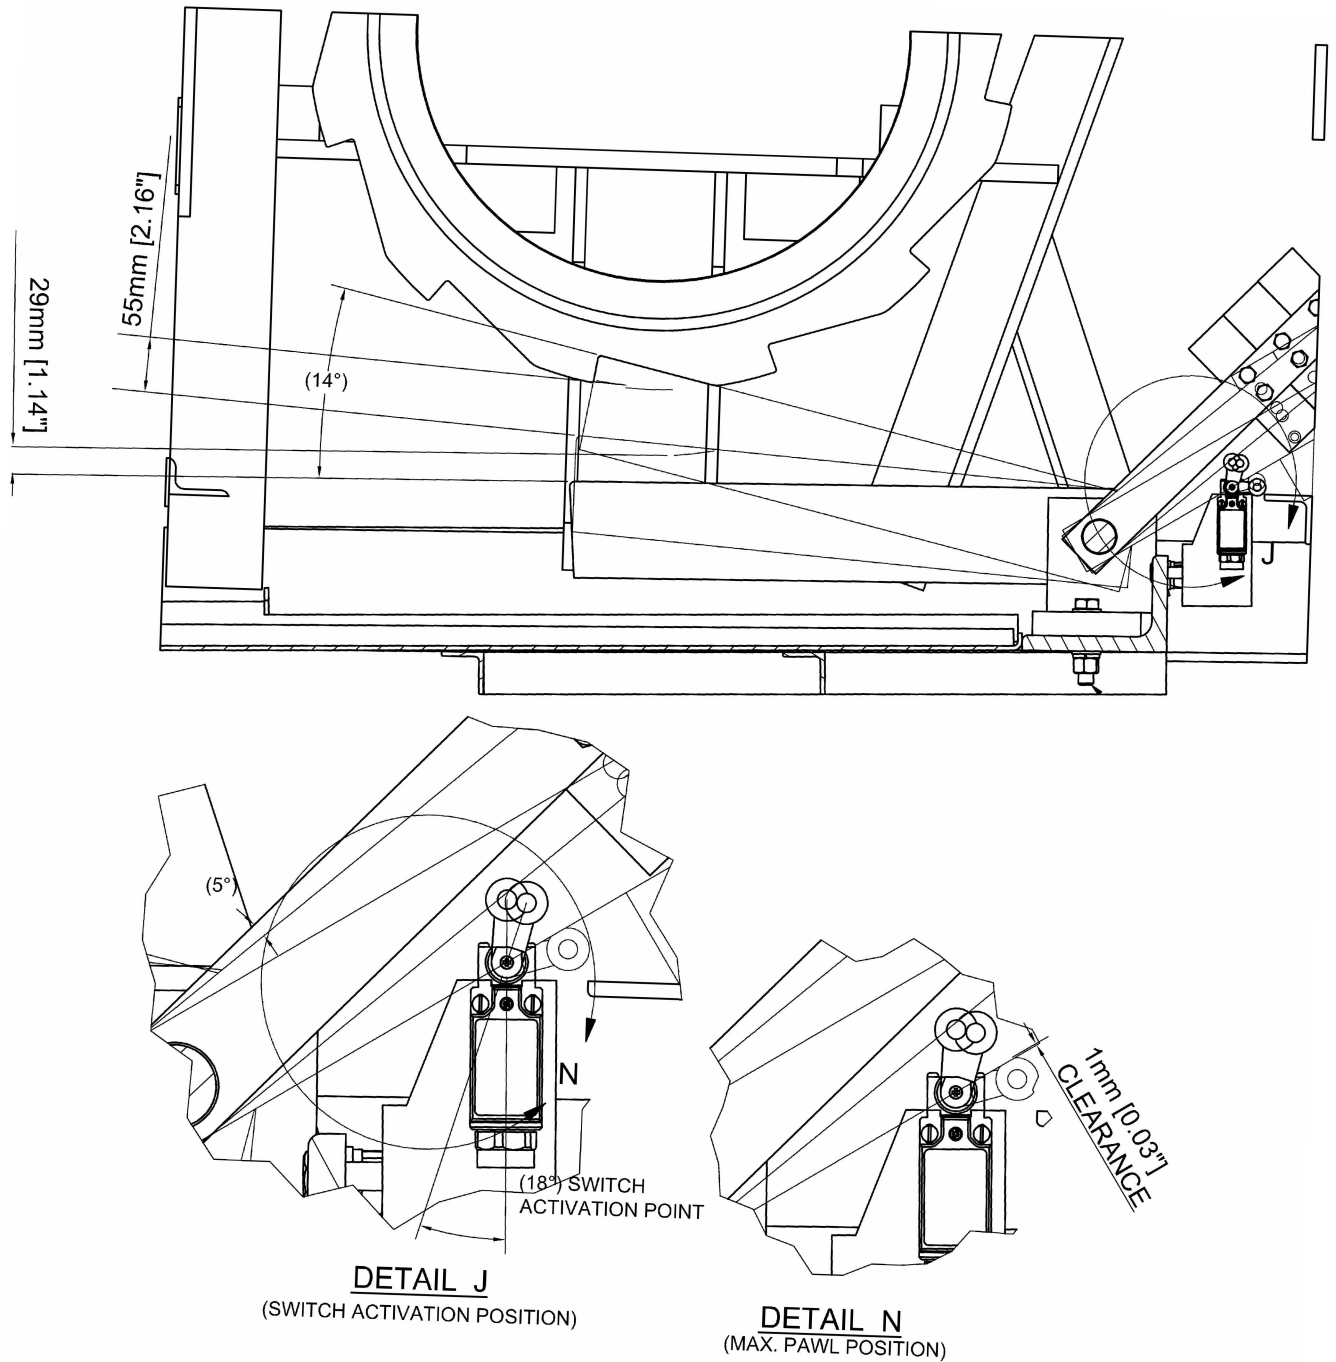 55mm [2.16"]
29mm [1.14"]
(14°)
J
(5°)
N
(18°) SWITCH
ACTIVATION POINT
DETAIL J
(SWITCH ACTIVATION POSITION)
1mm [0.03"]
CLEARANCE
DETAIL N
(MAX. PAWL POSITION)